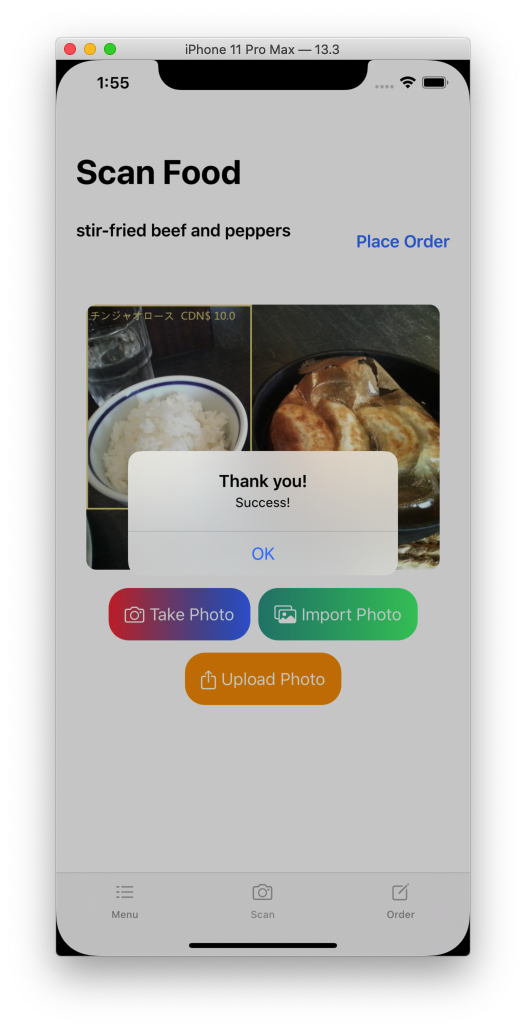 iPhone 11 Pro Max — 13.3
1:55
Scan Food
stir-fried beef and peppers
Place Order
チンジャオロース CDN$ 10.0
Thank you!
Success!
OK
Take Photo
Import Photo
Upload Photo
Menu
Scan
Order